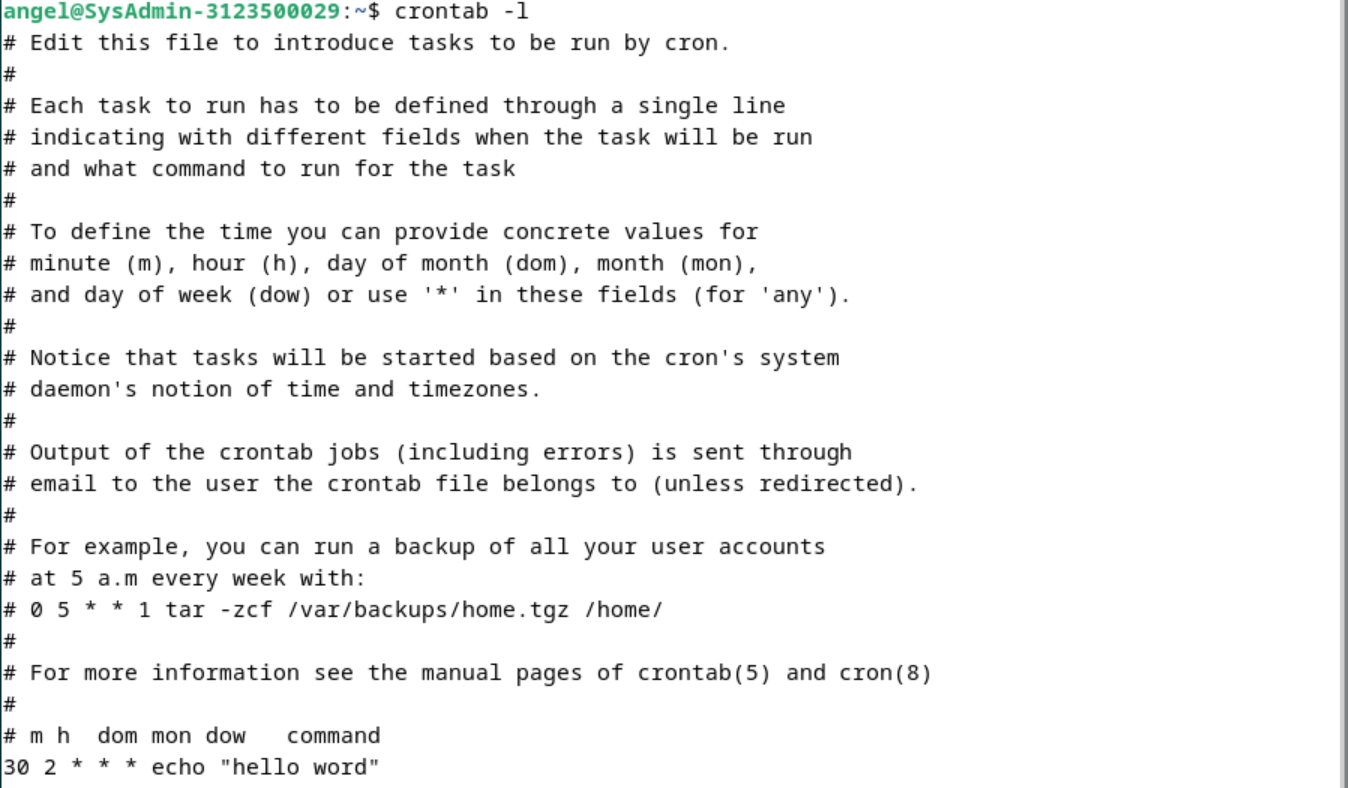 angel@SysAdmin-3123500029:~$ crontab -l
# Edit this file to introduce tasks to be run by cron.
#
# Each task to run has to be defined through a single line
# indicating with different fields when the task will be run
# and what command to run for the task
#
# To define the time you can provide concrete values for
# minute (m), hour (h), day of month (dom), month (mon),
# and day of week (dow) or use '*' in these fields (for 'any').
#
# Notice that tasks will be started based on the cron's system
# daemon's notion of time and timezones.
#
# Output of the crontab jobs (including errors) is sent through
# email to the user the crontab file belongs to (unless redirected).
#
# For example, you can run a backup of all your user accounts
# at 5 a.m every week with:
# 0 5 * * 1 tar -zcf /var/backups/home.tgz /home/
#
# For more information see the manual pages of crontab(5) and cron(8)
#
# m h  dom mon dow   command
30 2 * * * echo "hello word"